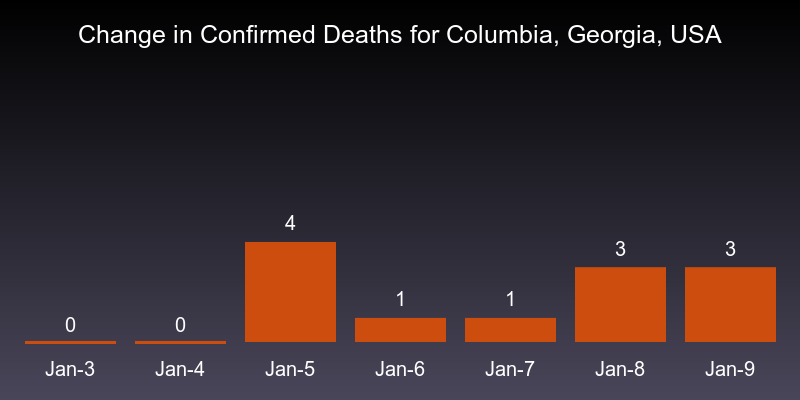 Change in Confirmed Deaths for Columbia, Georgia, USA
4
3 3
1 1
0 0
Jan-3 Jan-4 Jan-5 Jan-6 Jan-7 Jan-8 Jan-9